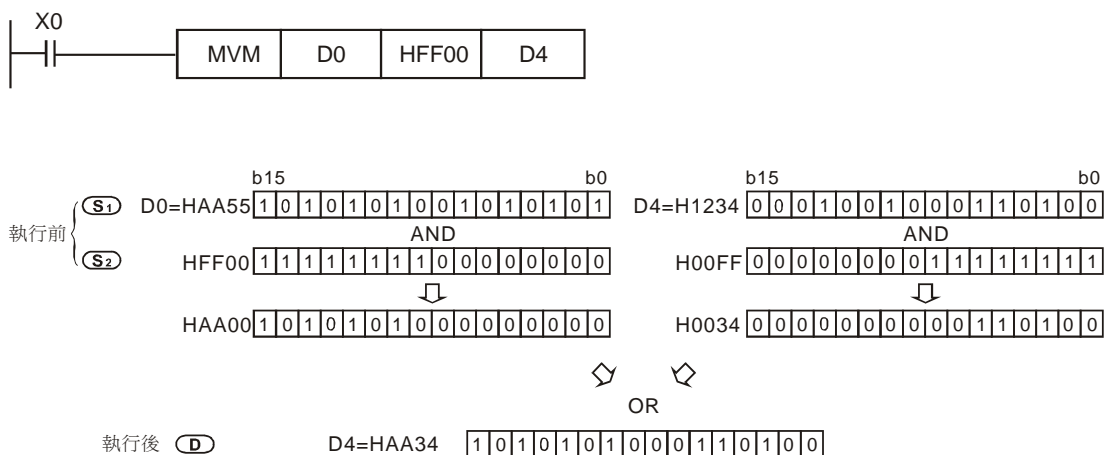 X0
MVM D0 HFF00 D4
b15 b0 b15 b0
S1 D0=HAA55 1 0 1 0 1 0 1 0 0 1 0 1 0 1 0 1 D4=H1234 0 0 0 1 0 0 1 0 0 0 1 1 0 1 0 0
執行前 AND AND
S2 HFF00 1 1 1 1 1 1 1 1 0 0 0 0 0 0 0 0 H00FF 0 0 0 0 0 0 0 0 1 1 1 1 1 1 1 1
HAA00 1 0 1 0 1 0 1 0 0 0 0 0 0 0 0 0 H0034 0 0 0 0 0 0 0 0 0 0 1 1 0 1 0 0
OR
執行後 D D4=HAA34 1 0 1 0 1 0 1 0 0 0 1 1 0 1 0 0